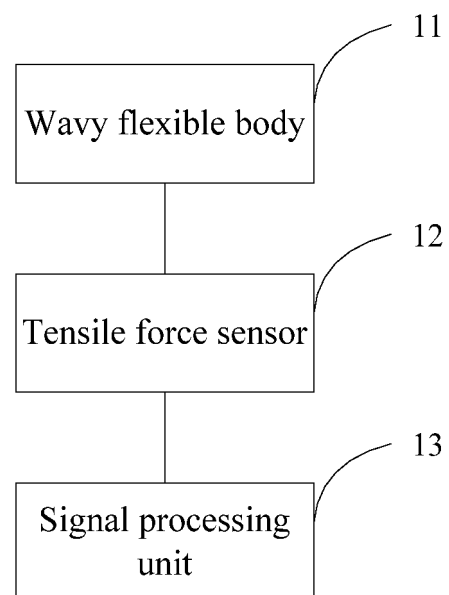 11
Wavy flexible body
12
Tensile force sensor
13
Signal processing
unit